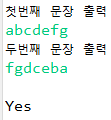 첫번째 문장 출력
abcdefg
두번째 문장 출력
fgdceba

Yes